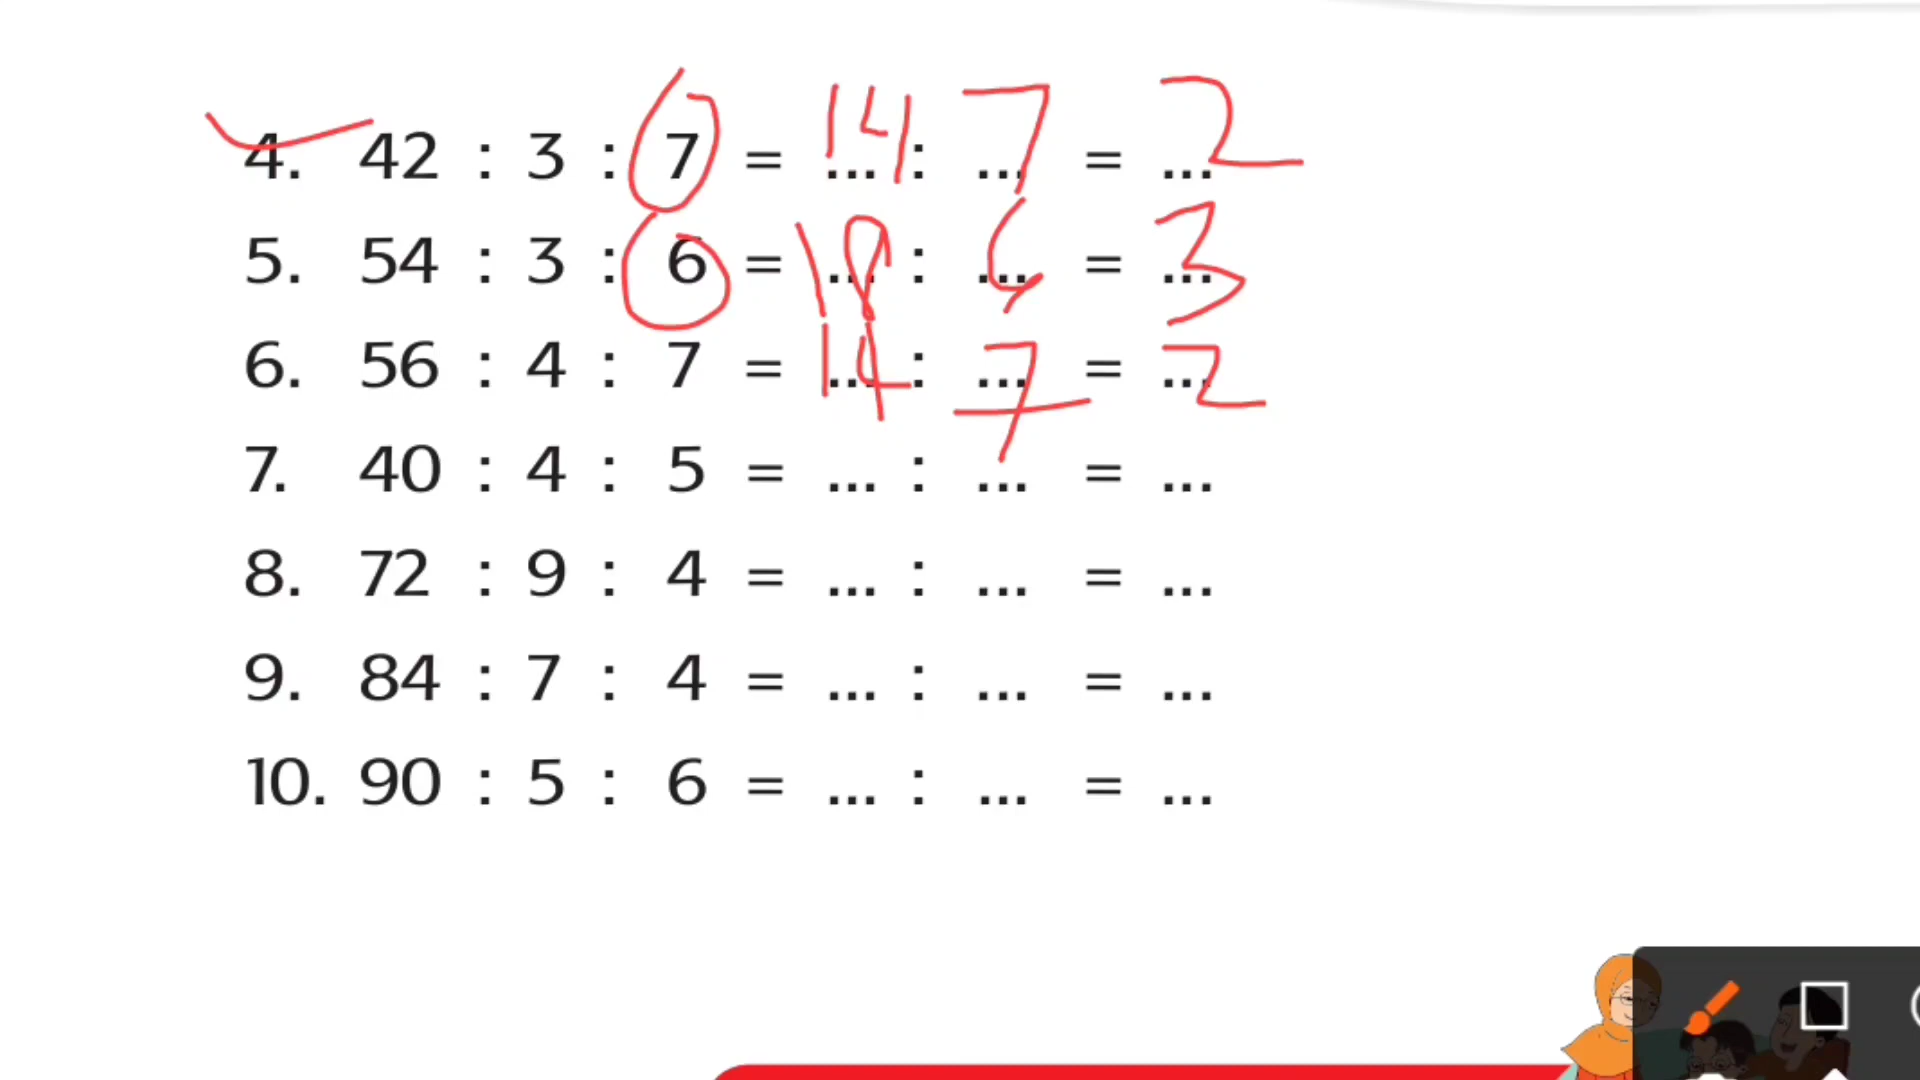 4. 42 : 3 : 7 = 14 : 7 = 2
5. 54 : 3 : 6 = 18 : 6 = 3
6. 56 : 4 : 7 = 14 : 7 = 2
7. 40 : 4 : 5 = ... : ... = ...
8. 72 : 9 : 4 = ... : ... = ...
9. 84 : 7 : 4 = ... : ... = ...
10. 90 : 5 : 6 = ... : ... = ...